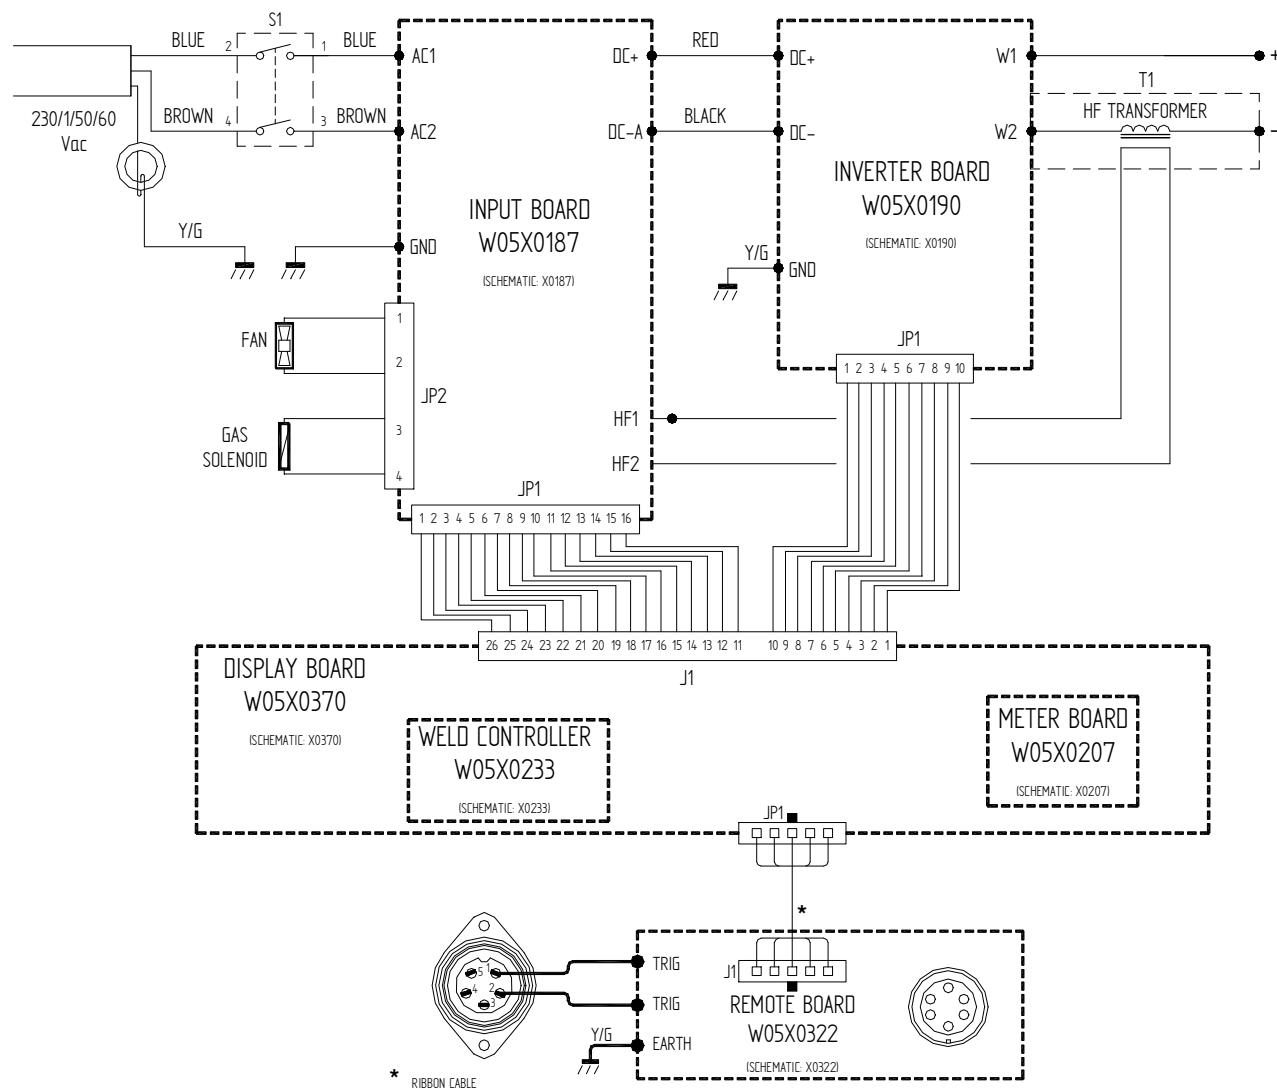 S1
BLUE 2 1 BLUE
AC1
DC+
RED
DC+
W1
+
T1
HF TRANSFORMER
230/1/50/60
Vac
BROWN 4 3 BROWN
AC2
DC-A
BLACK
DC-
W2
-
INVERTER BOARD
W05X0190
(SCHEMATIC: X0190)
INPUT BOARD
W05X0187
(SCHEMATIC: X0187)
Y/G
GND
Y/G
GND
FAN
1
2
JP2
3
4
GAS
SOLENOID
JP1
1 2 3 4 5 6 7 8 9 10
HF1
HF2
JP1
1 2 3 4 5 6 7 8 9 10 11 12 13 14 15 16
26 25 24 23 22 21 20 19 18 17 16 15 14 13 12 11 10 9 8 7 6 5 4 3 2 1
J1
DISPLAY BOARD
W05X0370
(SCHEMATIC: X0370)
WELD CONTROLLER
W05X0233
(SCHEMATIC: X0233)
METER BOARD
W05X0207
(SCHEMATIC: X0207)
JP1
*
5 1
4 2
3
TRIG
TRIG
Y/G
EARTH
J1
REMOTE BOARD
W05X0322
(SCHEMATIC: X0322)
* RIBBON CABLE